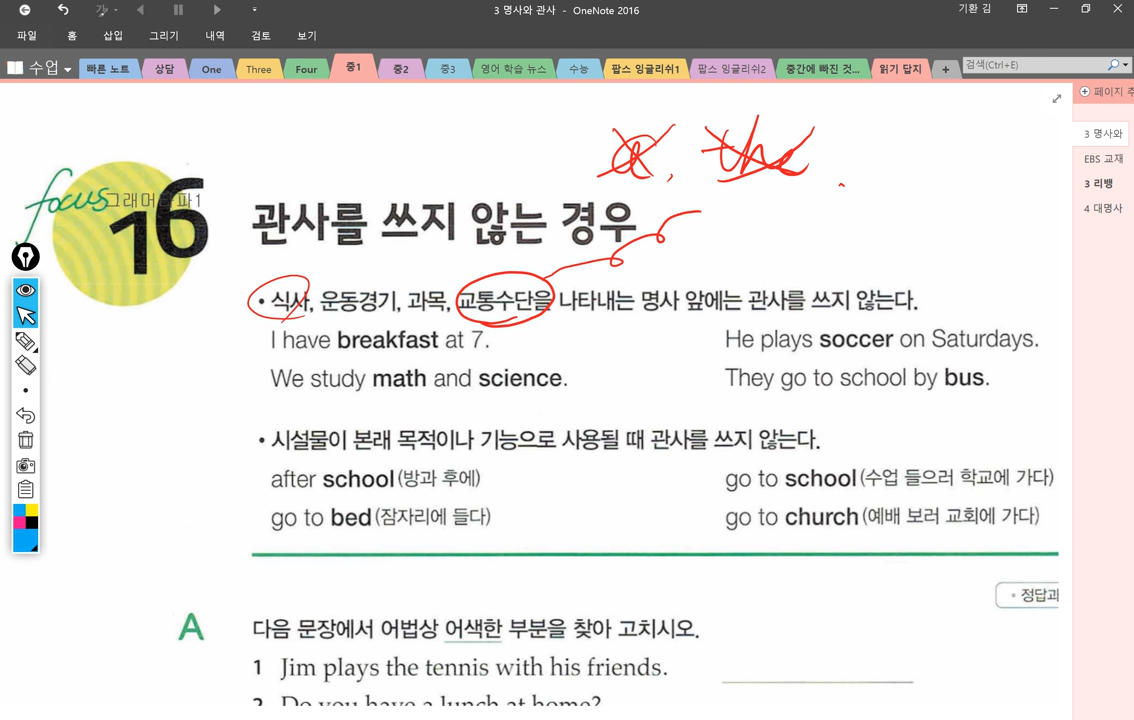 3 명사와 관사 - OneNote 2016
기환 김
파일 홈 삽입 그리기 내역 검토 보기
수업 빠른 노트 상담 One Three Four 중1 중2 중3 영어 학습 뉴스 수능 팝스 잉글리쉬1 팝스 잉글리쉬2 중간에 빠진 것... 읽기 답지 + 검색(Ctrl+E)
페이지 추
3 명사와
EBS 교재
3 리뱅
4 대명사
a, the
focus
16
관사를 쓰지 않는 경우
• 식사, 운동경기, 과목, 교통수단을 나타내는 명사 앞에는 관사를 쓰지 않는다.
I have breakfast at 7. He plays soccer on Saturdays.
We study math and science. They go to school by bus.
• 시설물이 본래 목적이나 기능으로 사용될 때 관사를 쓰지 않는다.
after school(방과 후에) go to school(수업 들으러 학교에 가다)
go to bed(잠자리에 들다) go to church(예배 보러 교회에 가다)
• 정답과
A 다음 문장에서 어법상 어색한 부분을 찾아 고치시오.
1 Jim plays the tennis with his friends.
2 Do you have a lunch at home?